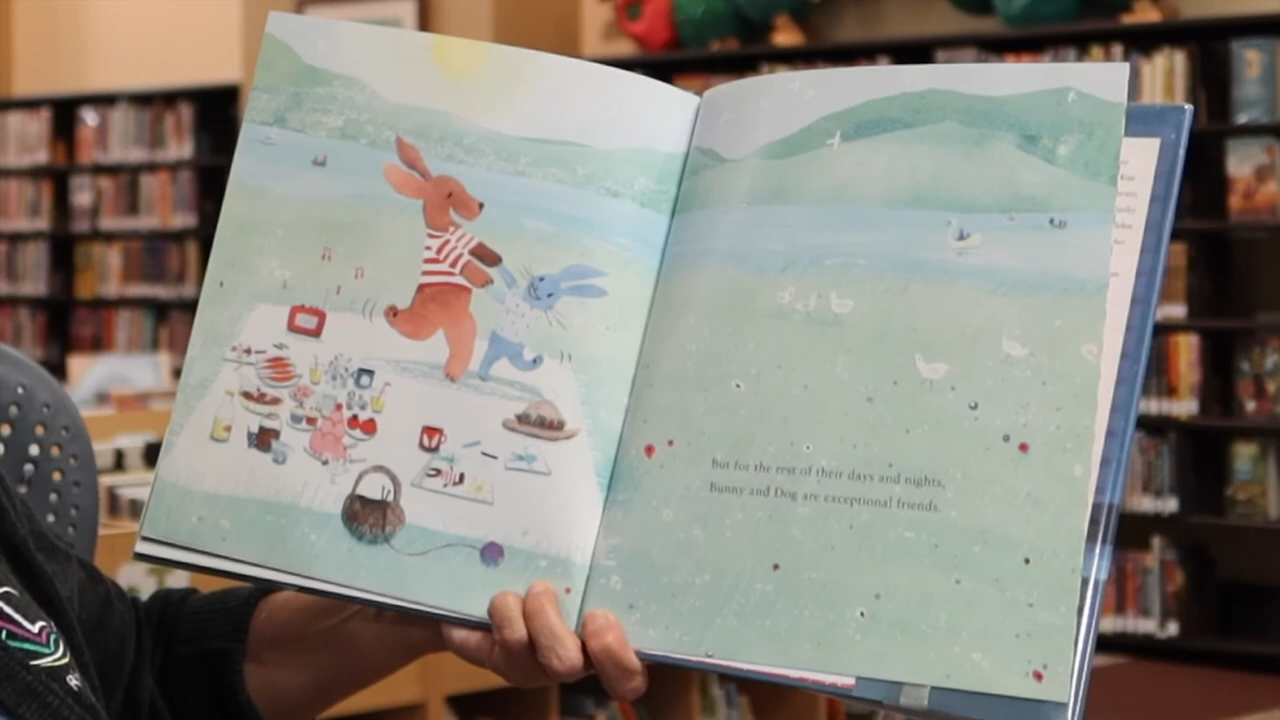 But for the rest of their days and nights,
Bunny and Dog are exceptional friends.